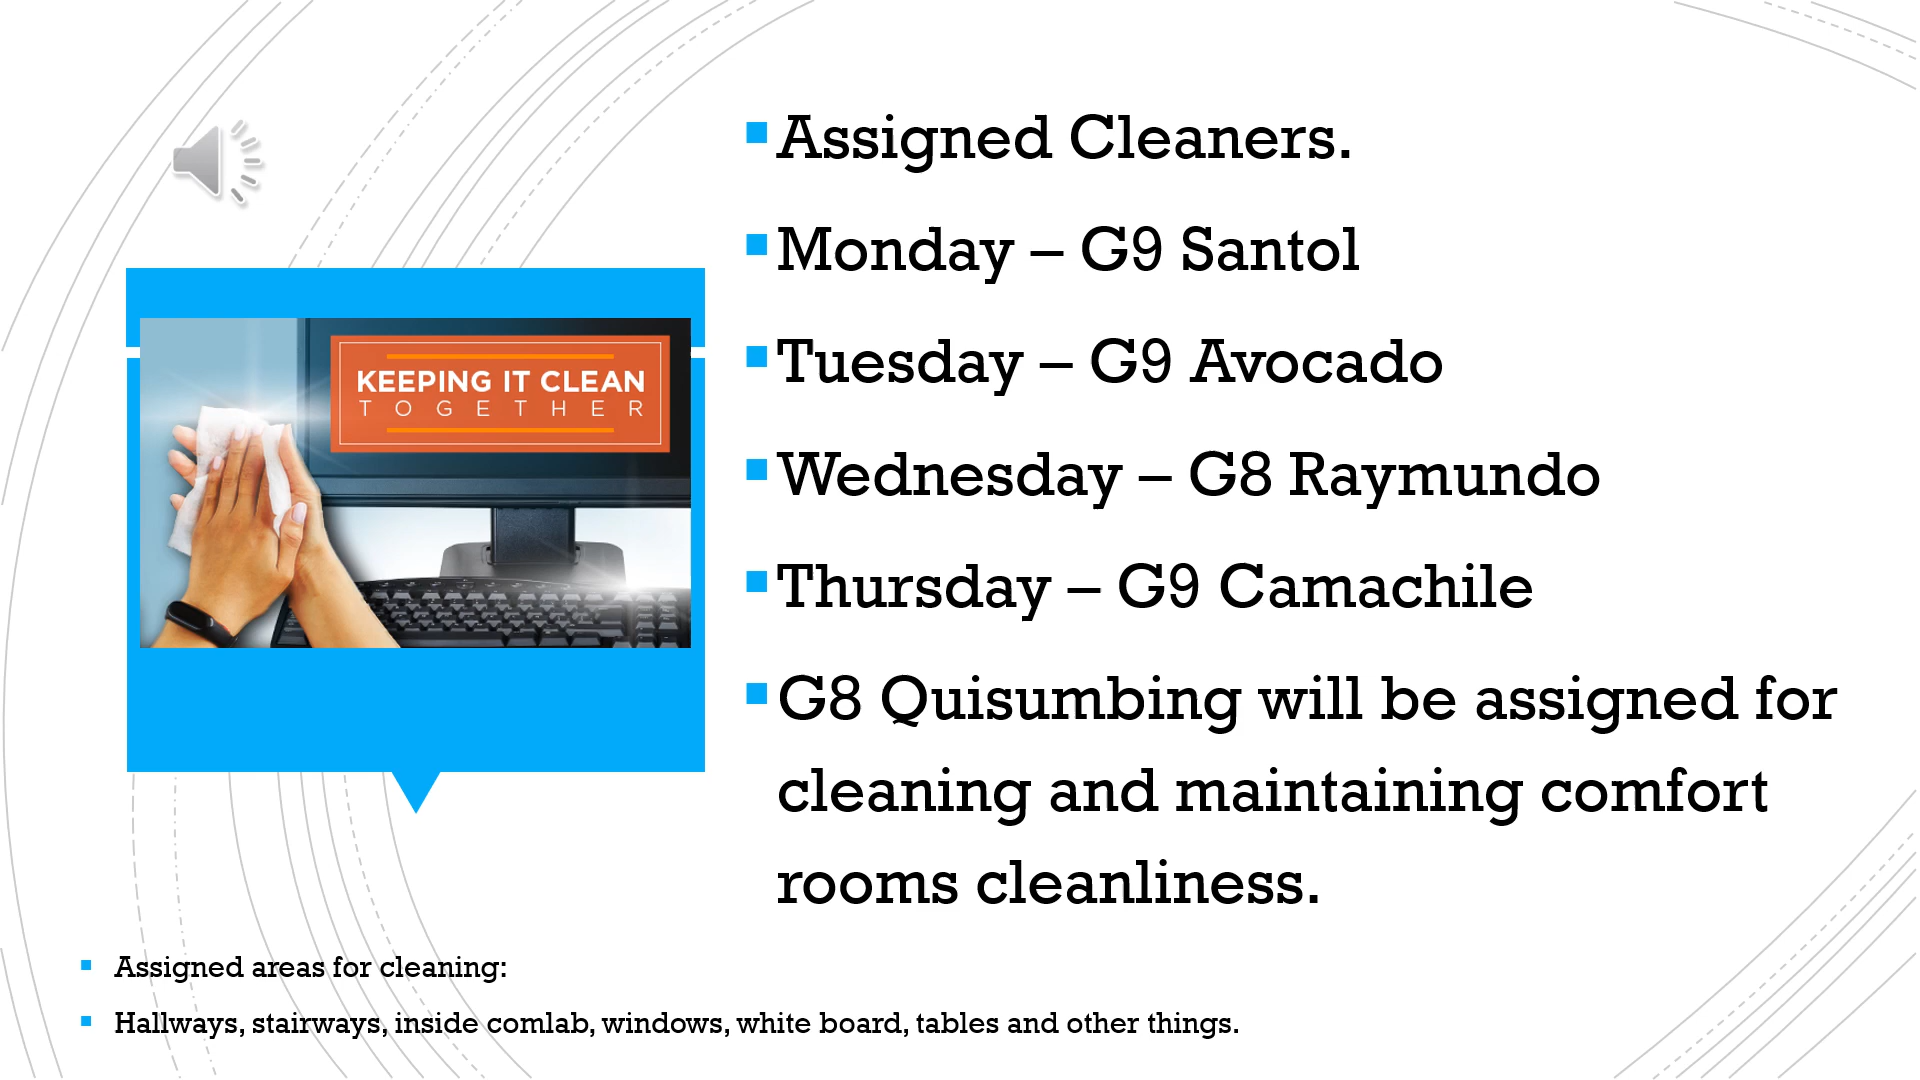 Assigned Cleaners.
Monday – G9 Santol
Tuesday – G9 Avocado
Wednesday – G8 Raymundo
Thursday – G9 Camachile
G8 Quisumbing will be assigned for
cleaning and maintaining comfort
rooms cleanliness.
KEEPING IT CLEAN
TOGETHER
Assigned areas for cleaning:
Hallways, stairways, inside comlab, windows, white board, tables and other things.